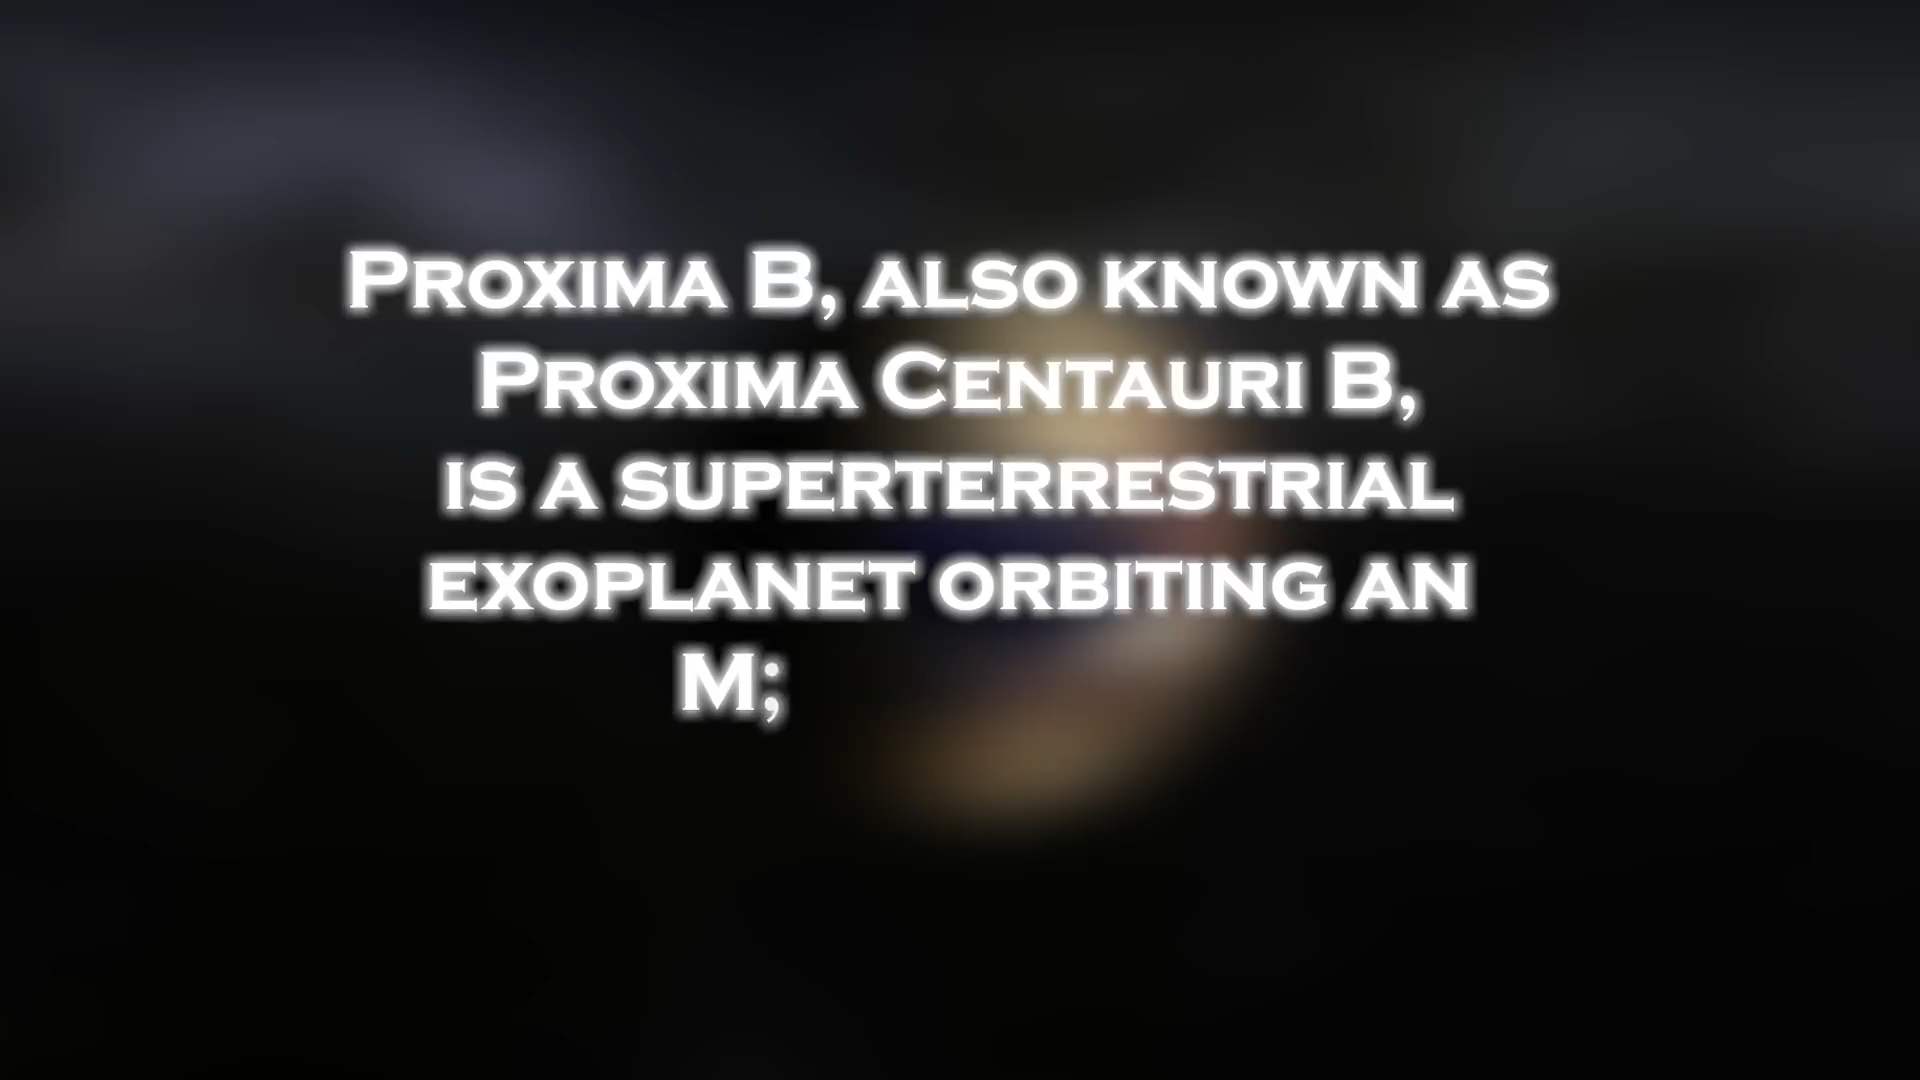 Proxima B, also known as
Proxima Centauri B,
is a superterrestrial
exoplanet orbiting an
M;